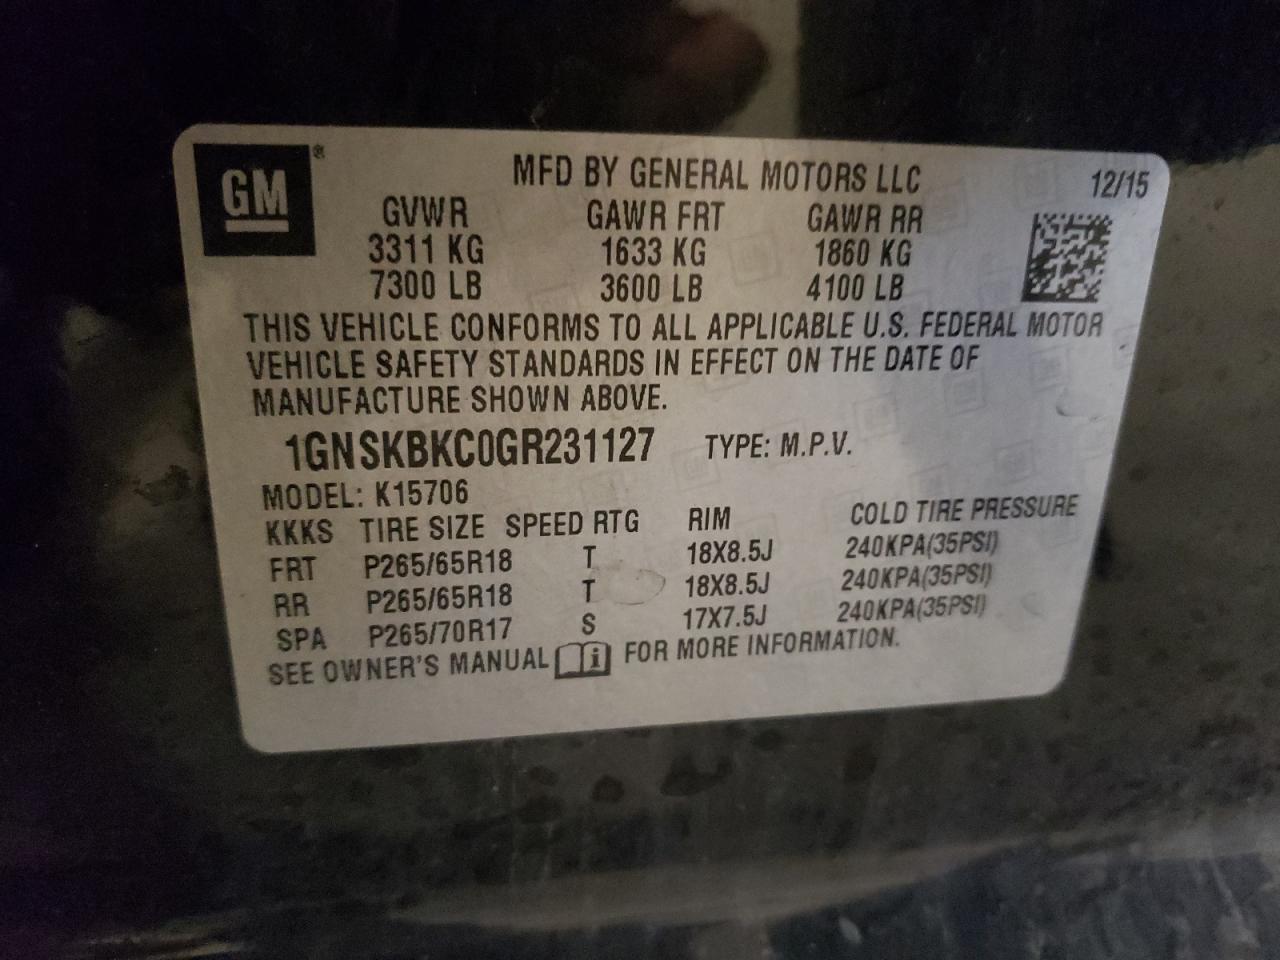 GM ®
MFD BY GENERAL MOTORS LLC 12/15
GVWR GAWR FRT GAWR RR
3311 KG 1633 KG 1860 KG
7300 LB 3600 LB 4100 LB
THIS VEHICLE CONFORMS TO ALL APPLICABLE U.S. FEDERAL MOTOR
VEHICLE SAFETY STANDARDS IN EFFECT ON THE DATE OF
MANUFACTURE SHOWN ABOVE.
1GNSKBKC0GR231127 TYPE: M.P.V.
MODEL: K15706
KKKS TIRE SIZE SPEED RTG RIM COLD TIRE PRESSURE
FRT P265/65R18 T 18X8.5J 240KPA(35PSI)
RR P265/65R18 T 18X8.5J 240KPA(35PSI)
SPA P265/70R17 S 17X7.5J 240KPA(35PSI)
SEE OWNER'S MANUAL FOR MORE INFORMATION.